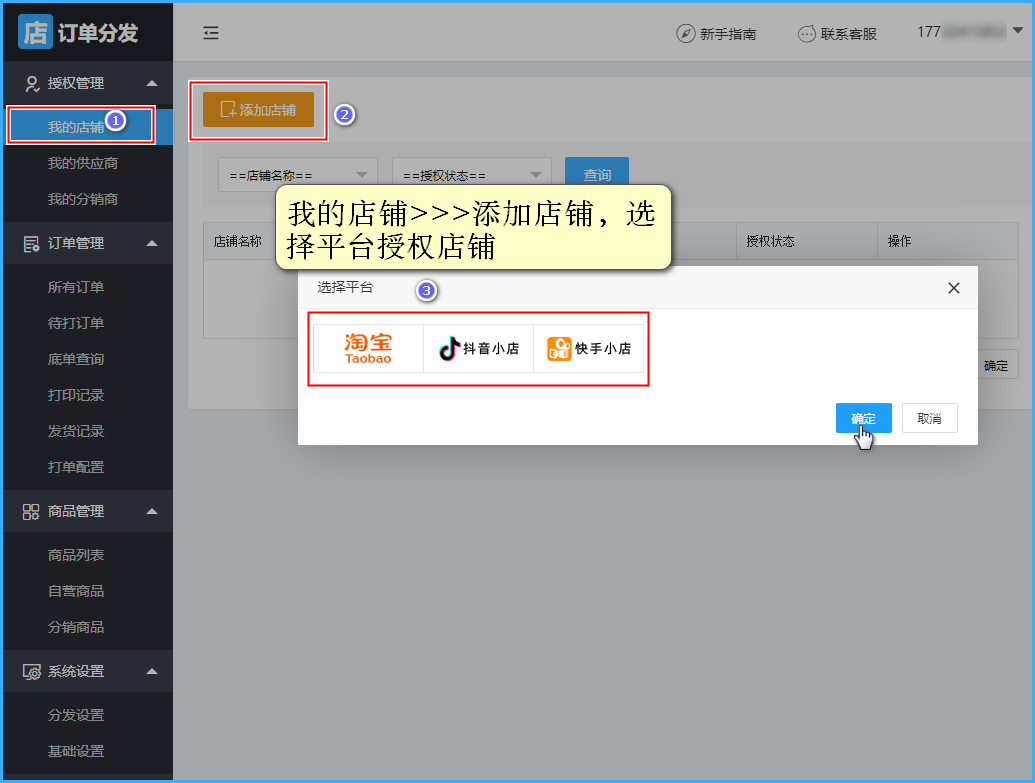 店 订单分发
新手指南
联系客服
177
授权管理
我的店铺 1
我的供应商
我的分销商
订单管理
所有订单
待打订单
底单查询
打印记录
发货记录
打单配置
商品管理
商品列表
自营商品
分销商品
系统设置
分发设置
基础设置
添加店铺 2
==店铺名称==
==授权状态==
查询
我的店铺>>>添加店铺，选
择平台授权店铺
店铺名称
授权状态
操作
选择平台 3
淘宝
Taobao
抖音小店
快手小店
确定
取消
确定